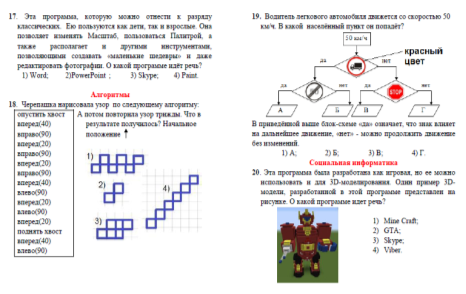 17. Эта программа, которую можно отнести к разряду
классических. Ею пользуются как дети, так и взрослые. Она
позволяет изменять Масштаб, пользоваться Палитрой, а
также располагает и другими инструментами,
позволяющими создавать «маленькие шедевры» и даже
редактировать фотографии. О какой программе идёт речь?
1) Word; 2)PowerPoint ; 3) Skype; 4) Paint
Алгоритмы
18. Черепашка нарисовала узор по следующему алгоритму:
опустить хвост
вперед(40)
вправо(90)
вперед(20)
вправо(90)
вперед(20)
вправо(90)
вперед(40)
влево(90)
вперед(20)
влево(90)
вперед(20)
поднять хвост
вперед(40)
влево(90)
А потом повторила узор трижды. Что в
результате получилось? Начальное
положение ↑
1)
2)
3)
4)
19. Водитель легкового автомобиля движется со скоростью 50
км/ч. В какой населённый пункт он попадёт?
50 км/ч
да
нет
красный
цвет
да
нет
да
нет
STOP
А
Б
В
Г
В приведённой выше блок-схеме «да» означает, что знак влияет
на дальнейшее движение, «нет» - можно продолжить движение
без изменений.
1) А; 2) Б; 3) В; 4) Г.
Социальная информатика
20. Эта программа была разработана как игровая, но ее можно
использовать и для 3D-моделирования. Один пример 3D-
модели, разработанной в этой программе представлен на
рисунке. О какой программе идет речь?
1) Mine Craft;
2) GTA;
3) Skype;
4) Viber.